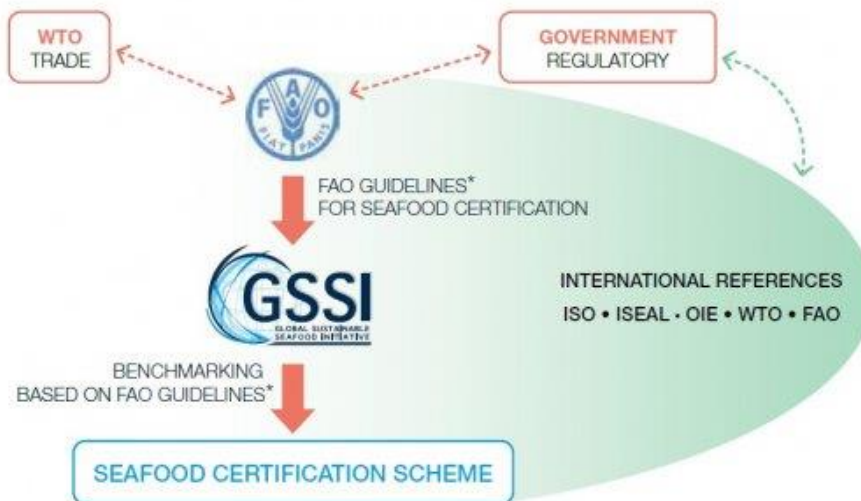 WTO
TRADE
GOVERNMENT
REGULATORY
F A O
FIAT PANIS
FAO GUIDELINES*
FOR SEAFOOD CERTIFICATION
GSSI
GLOBAL SUSTAINABLE
SEAFOOD INITIATIVE
INTERNATIONAL REFERENCES
ISO • ISEAL · OIE • WTO • FAO
BENCHMARKING
BASED ON FAO GUIDELINES*
SEAFOOD CERTIFICATION SCHEME